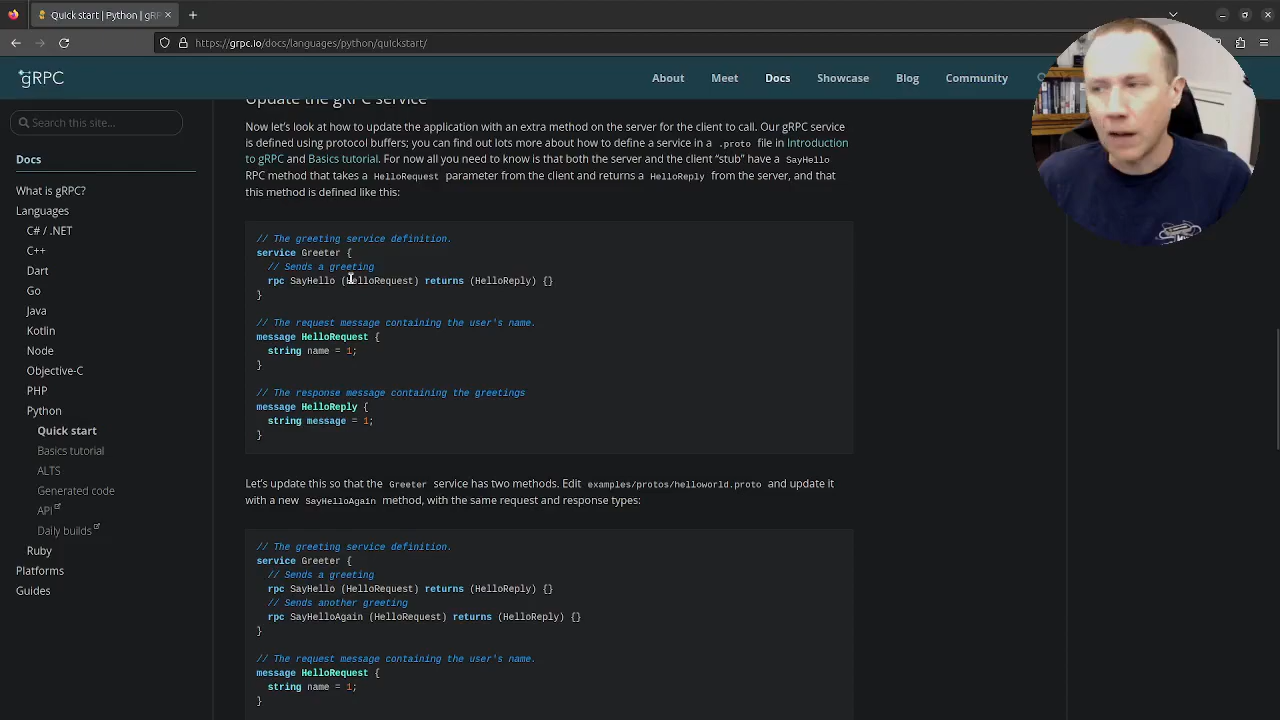 Quick start | Python | gRP
https://grpc.io/docs/languages/python/quickstart/
gRPC
About
Meet
Docs
Showcase
Blog
Community
Search this site...
Docs
What is gRPC?
Languages
C# / .NET
C++
Dart
Go
Java
Kotlin
Node
Objective-C
PHP
Python
Quick start
Basics tutorial
ALTS
Generated code
API
Daily builds
Ruby
Platforms
Guides
Update the gRPC service
Now let's look at how to update the application with an extra method on the server for the client to call. Our gRPC service
is defined using protocol buffers; you can find out lots more about how to define a service in a .proto file in Introduction
to gRPC and Basics tutorial. For now all you need to know is that both the server and the client “stub” have a SayHello
RPC method that takes a HelloRequest parameter from the client and returns a HelloReply from the server, and that
this method is defined like this:
// The greeting service definition.
service Greeter {
// Sends a greeting
rpc SayHello (HelloRequest) returns (HelloReply) {}
}
// The request message containing the user's name.
message HelloRequest {
string name = 1;
}
// The response message containing the greetings
message HelloReply {
string message = 1;
}
Let's update this so that the Greeter service has two methods. Edit examples/protos/helloworld.proto and update it
with a new SayHelloAgain method, with the same request and response types:
// The greeting service definition.
service Greeter {
// Sends a greeting
rpc SayHello (HelloRequest) returns (HelloReply) {}
// Sends another greeting
rpc SayHelloAgain (HelloRequest) returns (HelloReply) {}
}
// The request message containing the user's name.
message HelloRequest {
string name = 1;
}